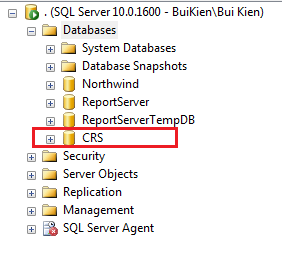 . (SQL Server 10.0.1600 - BuiKien\Bui Kien)
Databases
System Databases
Database Snapshots
Northwind
ReportServer
ReportServerTempDB
CRS
Security
Server Objects
Replication
Management
SQL Server Agent